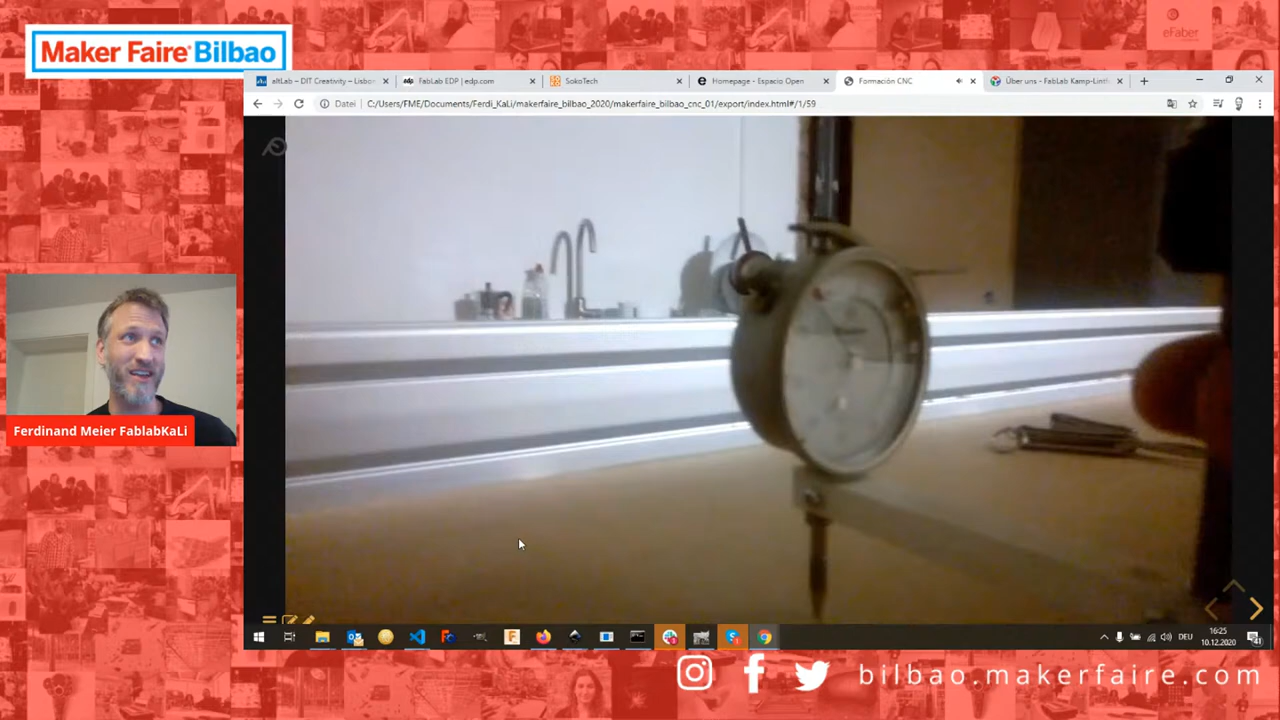 Maker Faire Bilbao
altLab – DIT Creativity – Lisbo
edp
FabLab EDP | edp.com
SokoTech
Homepage - Espacio Open
Formación CNC
Über uns - FabLab Kamp-Lintf
Datei
C:/Users/FME/Documents/Ferdi_KaLi/makerfaire_bilbao_2020/makerfaire_bilbao_cnc_01/export/index.html#/1/59
eFaber
Ferdinand Meier FablabKaLi
DEU
16:25
10.12.2020
bilbao.makerfaire.com